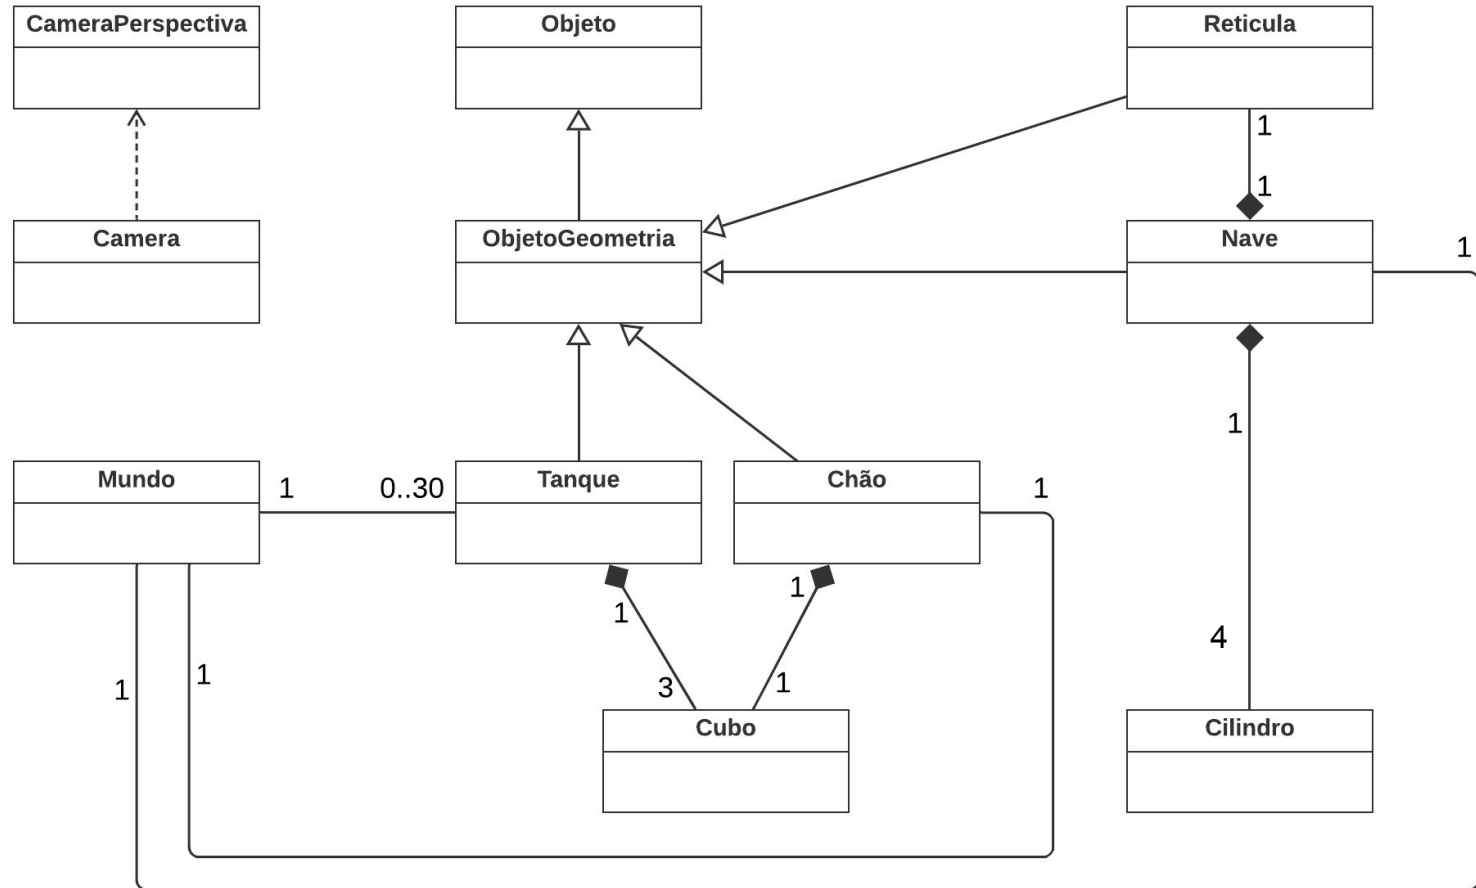 CameraPerspectiva
Objeto
Reticula
1
1
Camera
ObjetoGeometria
Nave
1
1
Mundo
1
0..30
Tanque
Chão
1
1
1
4
1
1
3
1
Cubo
Cilindro